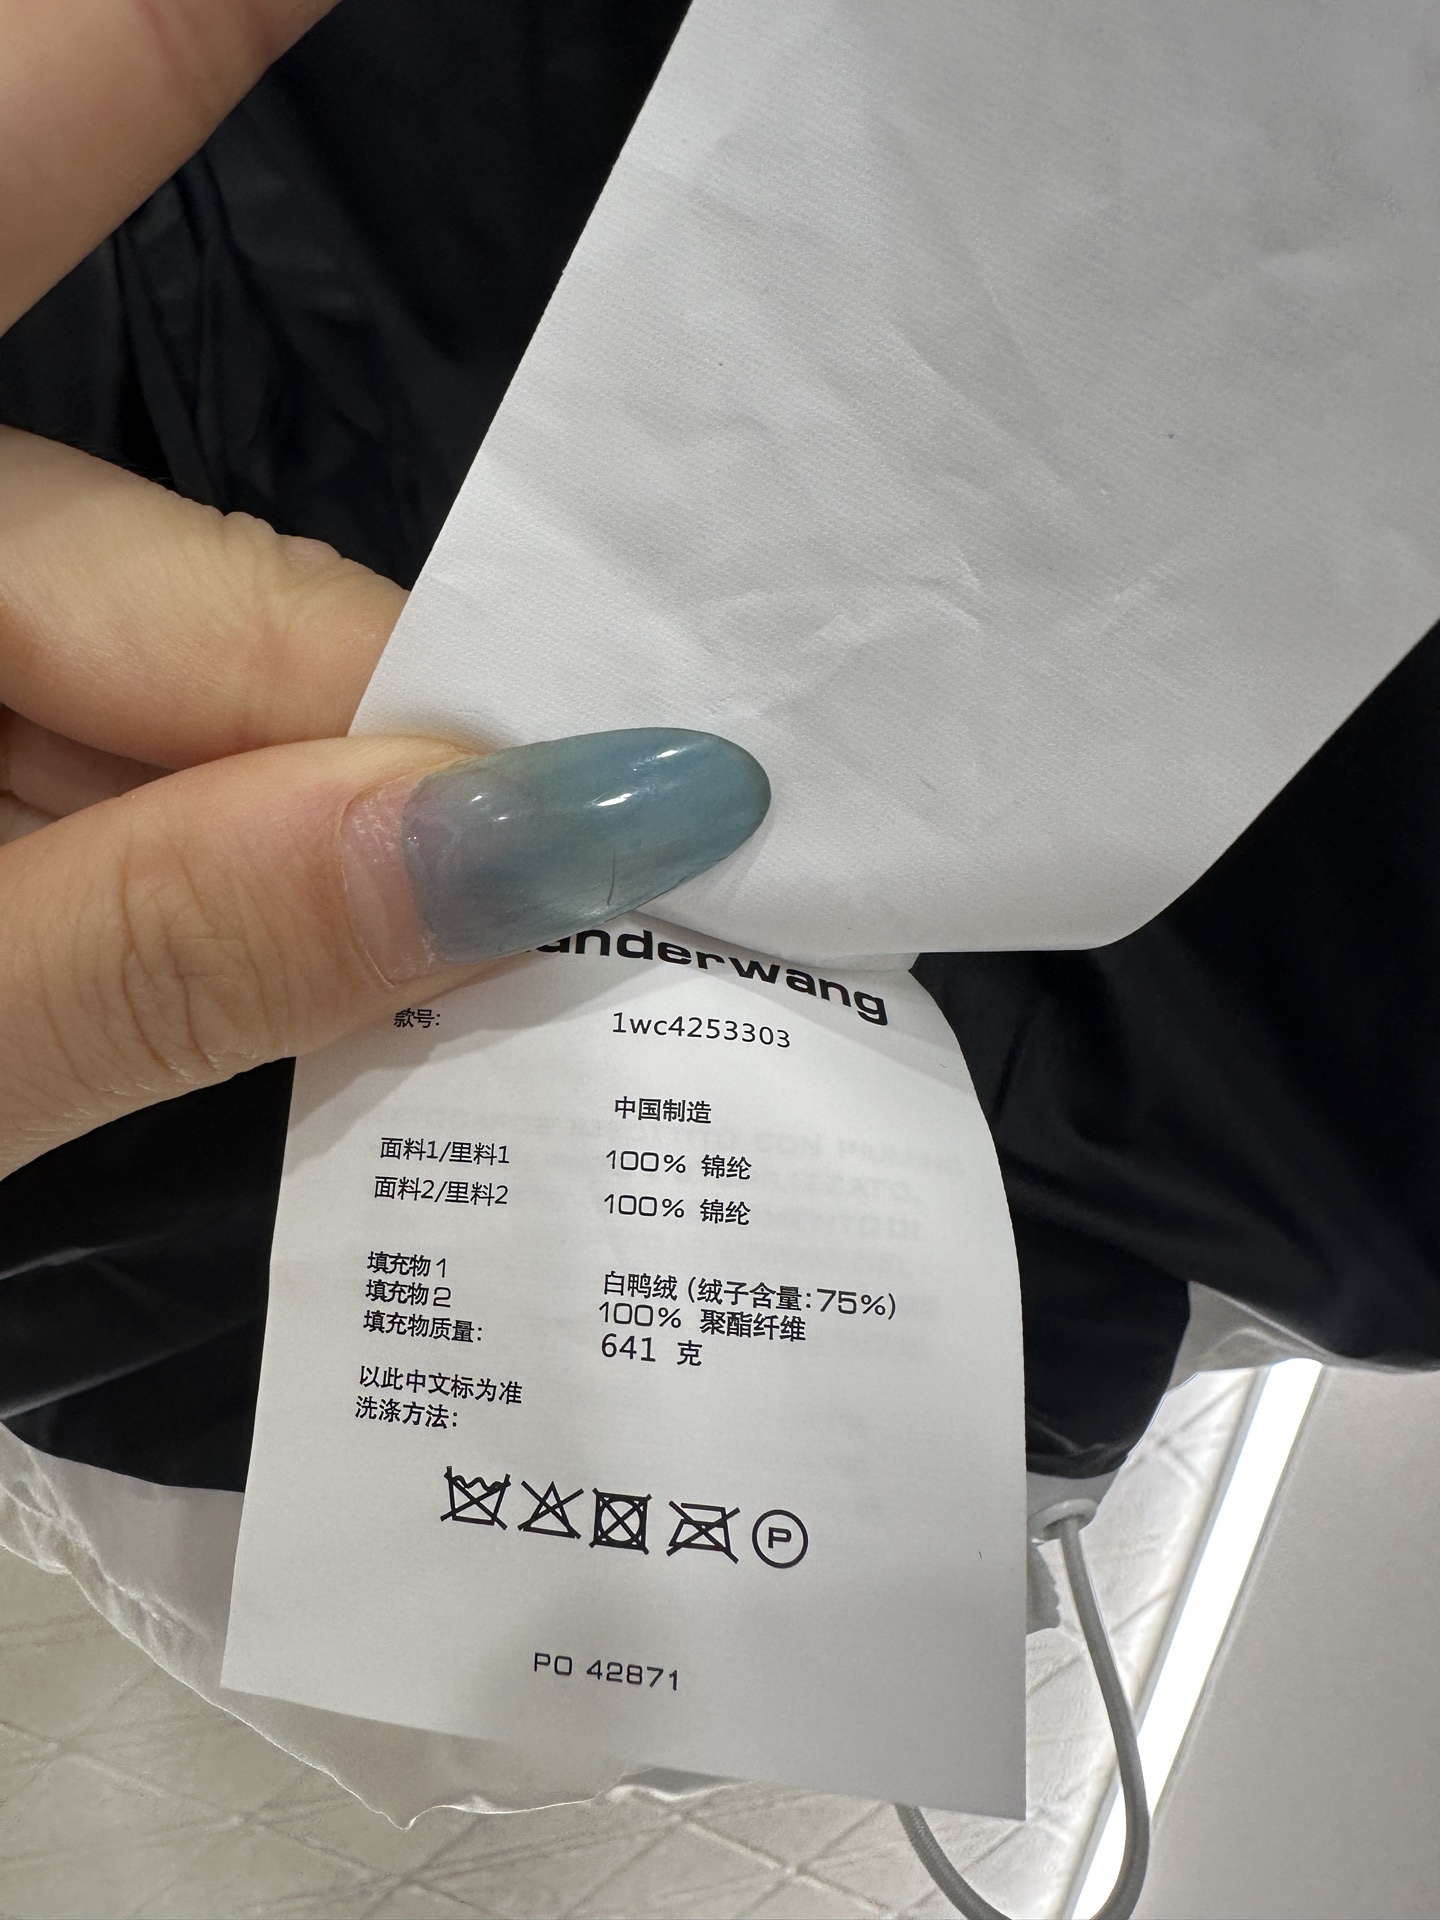 anderwang
款号: 1wc4253303
中国制造
面料1/里料1 100% 锦纶
面料2/里料2 100% 锦纶
填充物1 白鸭绒 (绒子含量:75%)
填充物2 100% 聚酯纤维
填充物质量: 641 克
以此中文标为准
洗涤方法:
P
PO 42871